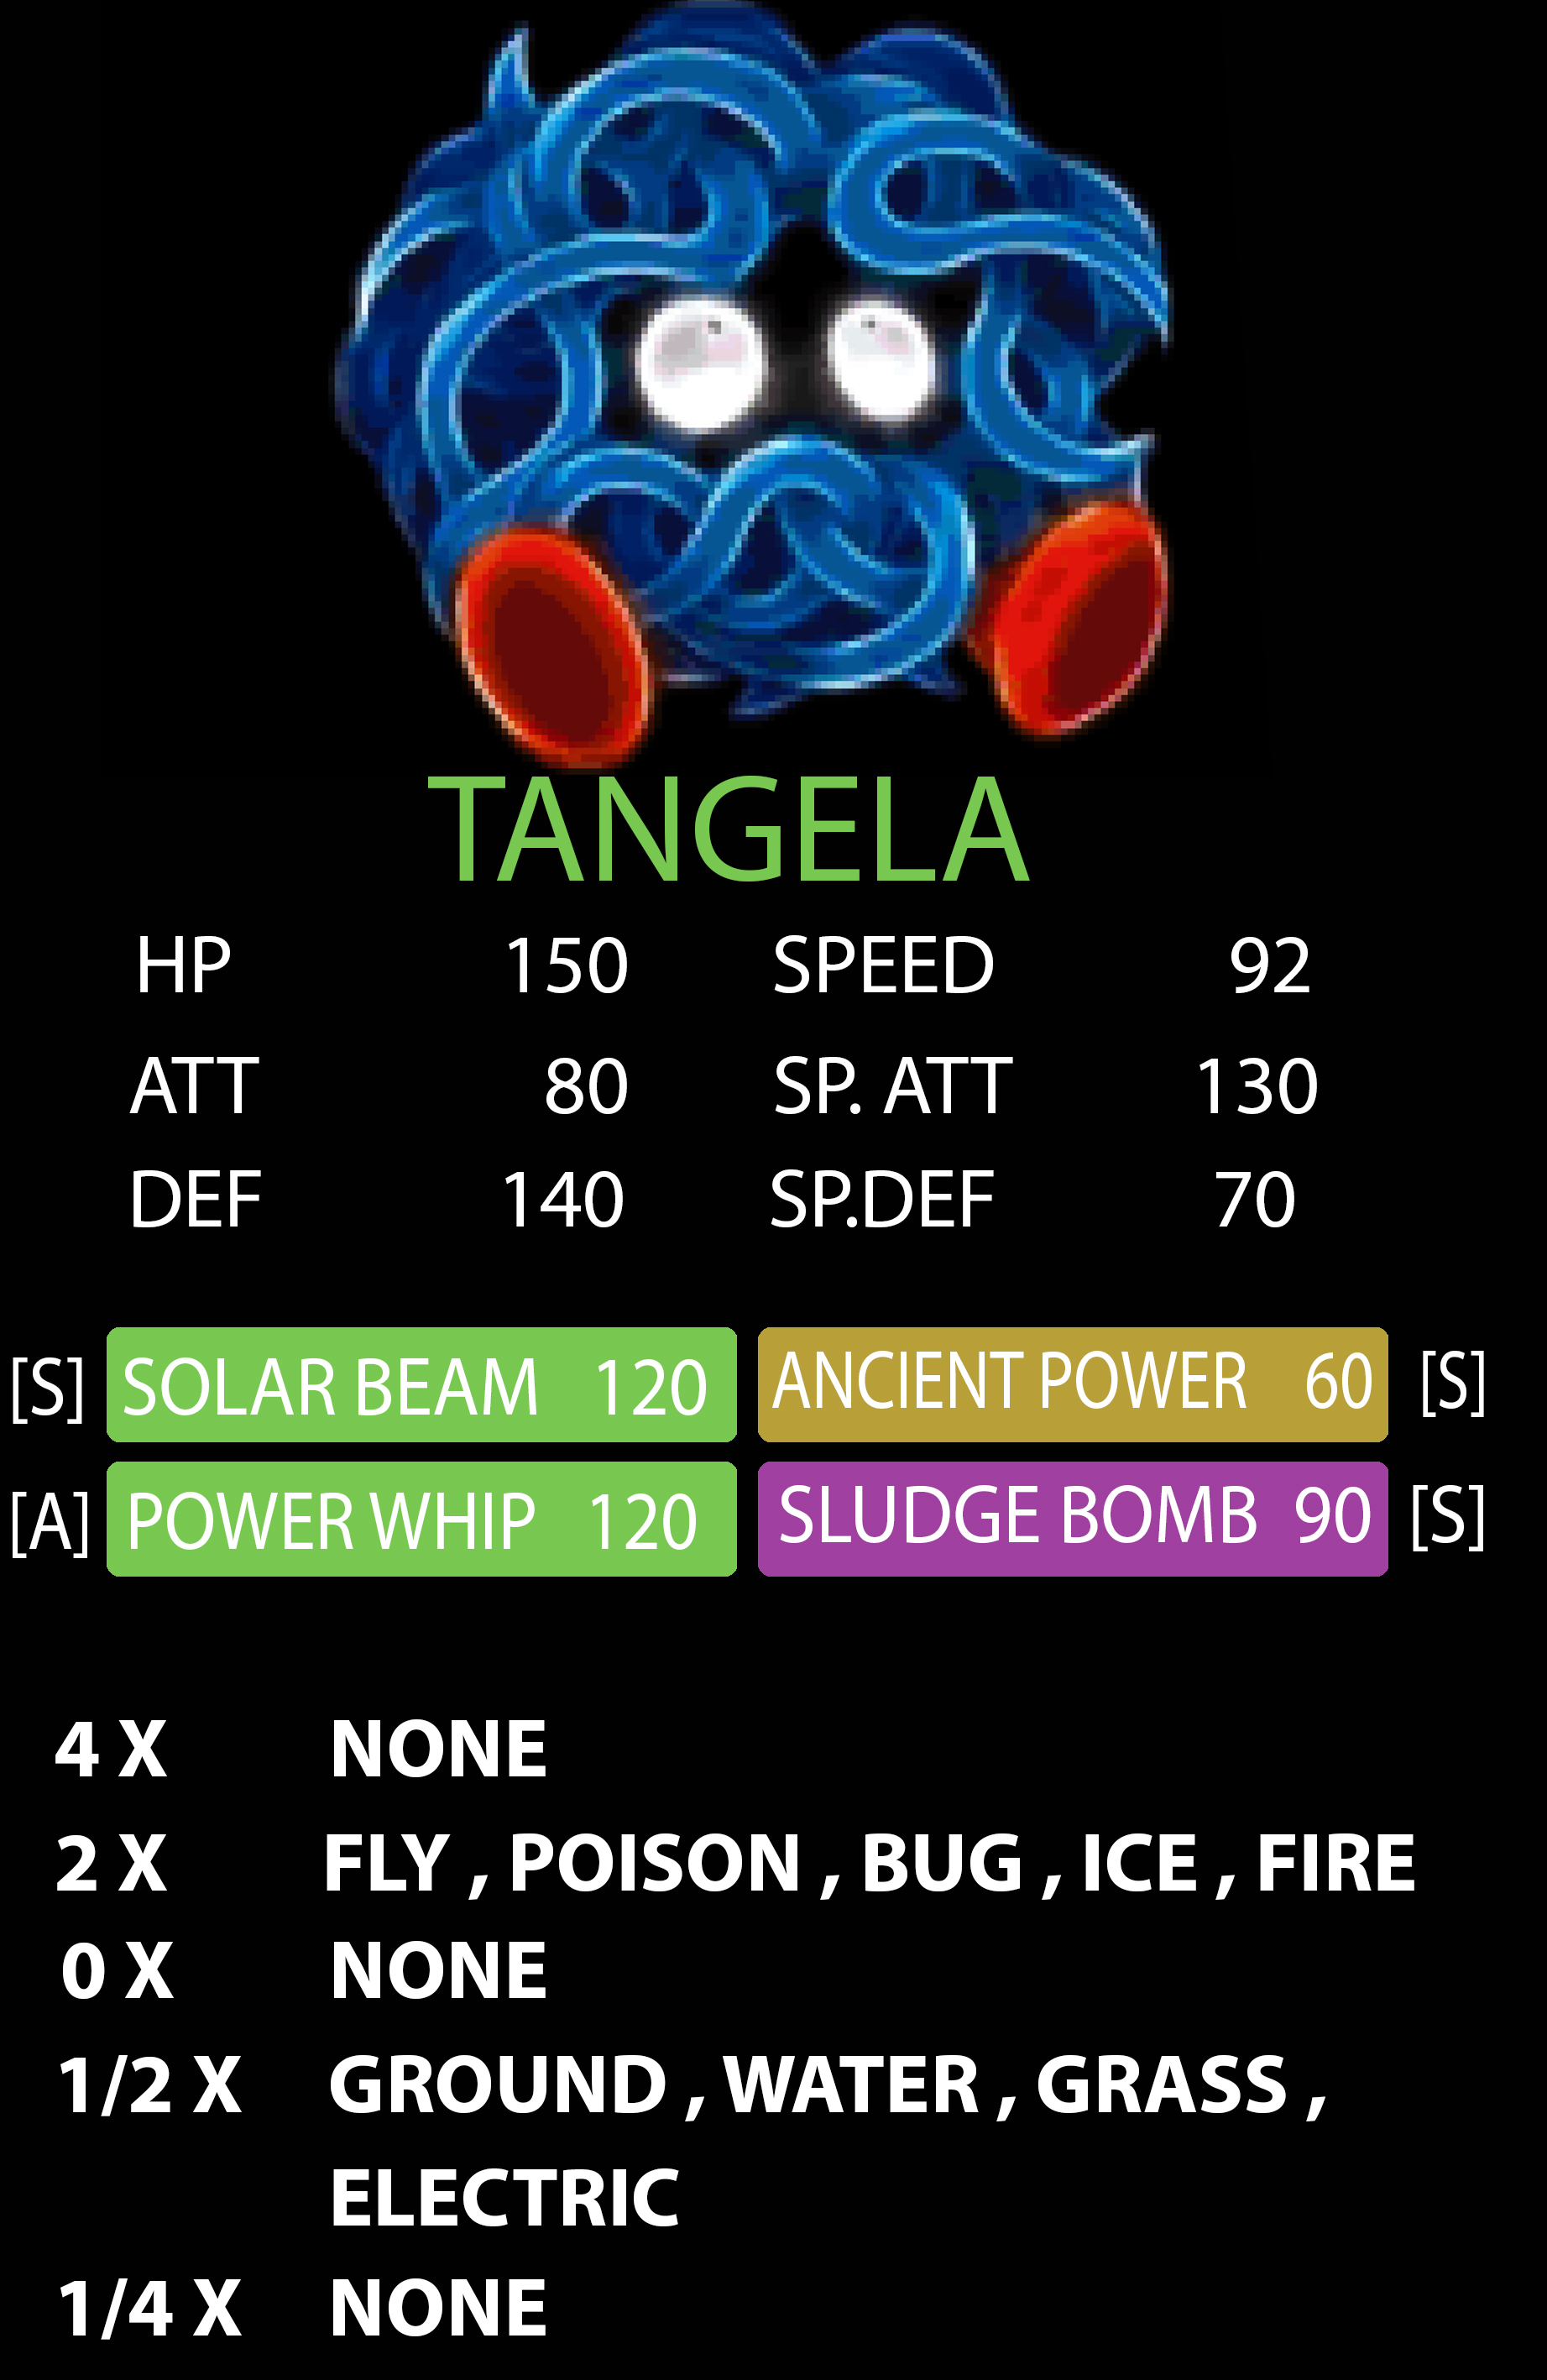 TANGELA
HP 150 SPEED 92
ATT 80 SP. ATT 130
DEF 140 SP.DEF 70
[S] SOLAR BEAM 120 ANCIENT POWER 60 [S]
[A] POWER WHIP 120 SLUDGE BOMB 90 [S]
4 X NONE
2 X FLY , POISON , BUG , ICE , FIRE
0 X NONE
1/2 X GROUND , WATER , GRASS ,
ELECTRIC
1/4 X NONE